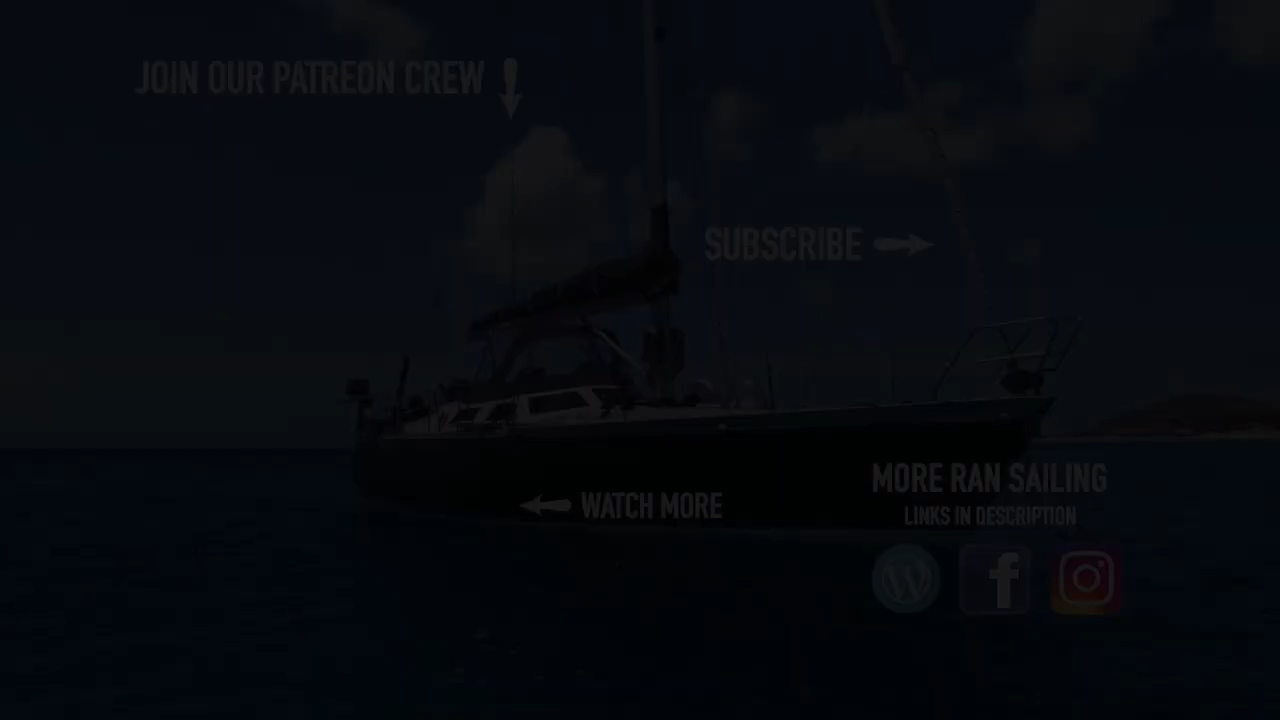 JOIN OUR PATREON CREW
SUBSCRIBE
MORE RAN SAILING
WATCH MORE
LINKS IN DESCRIPTION